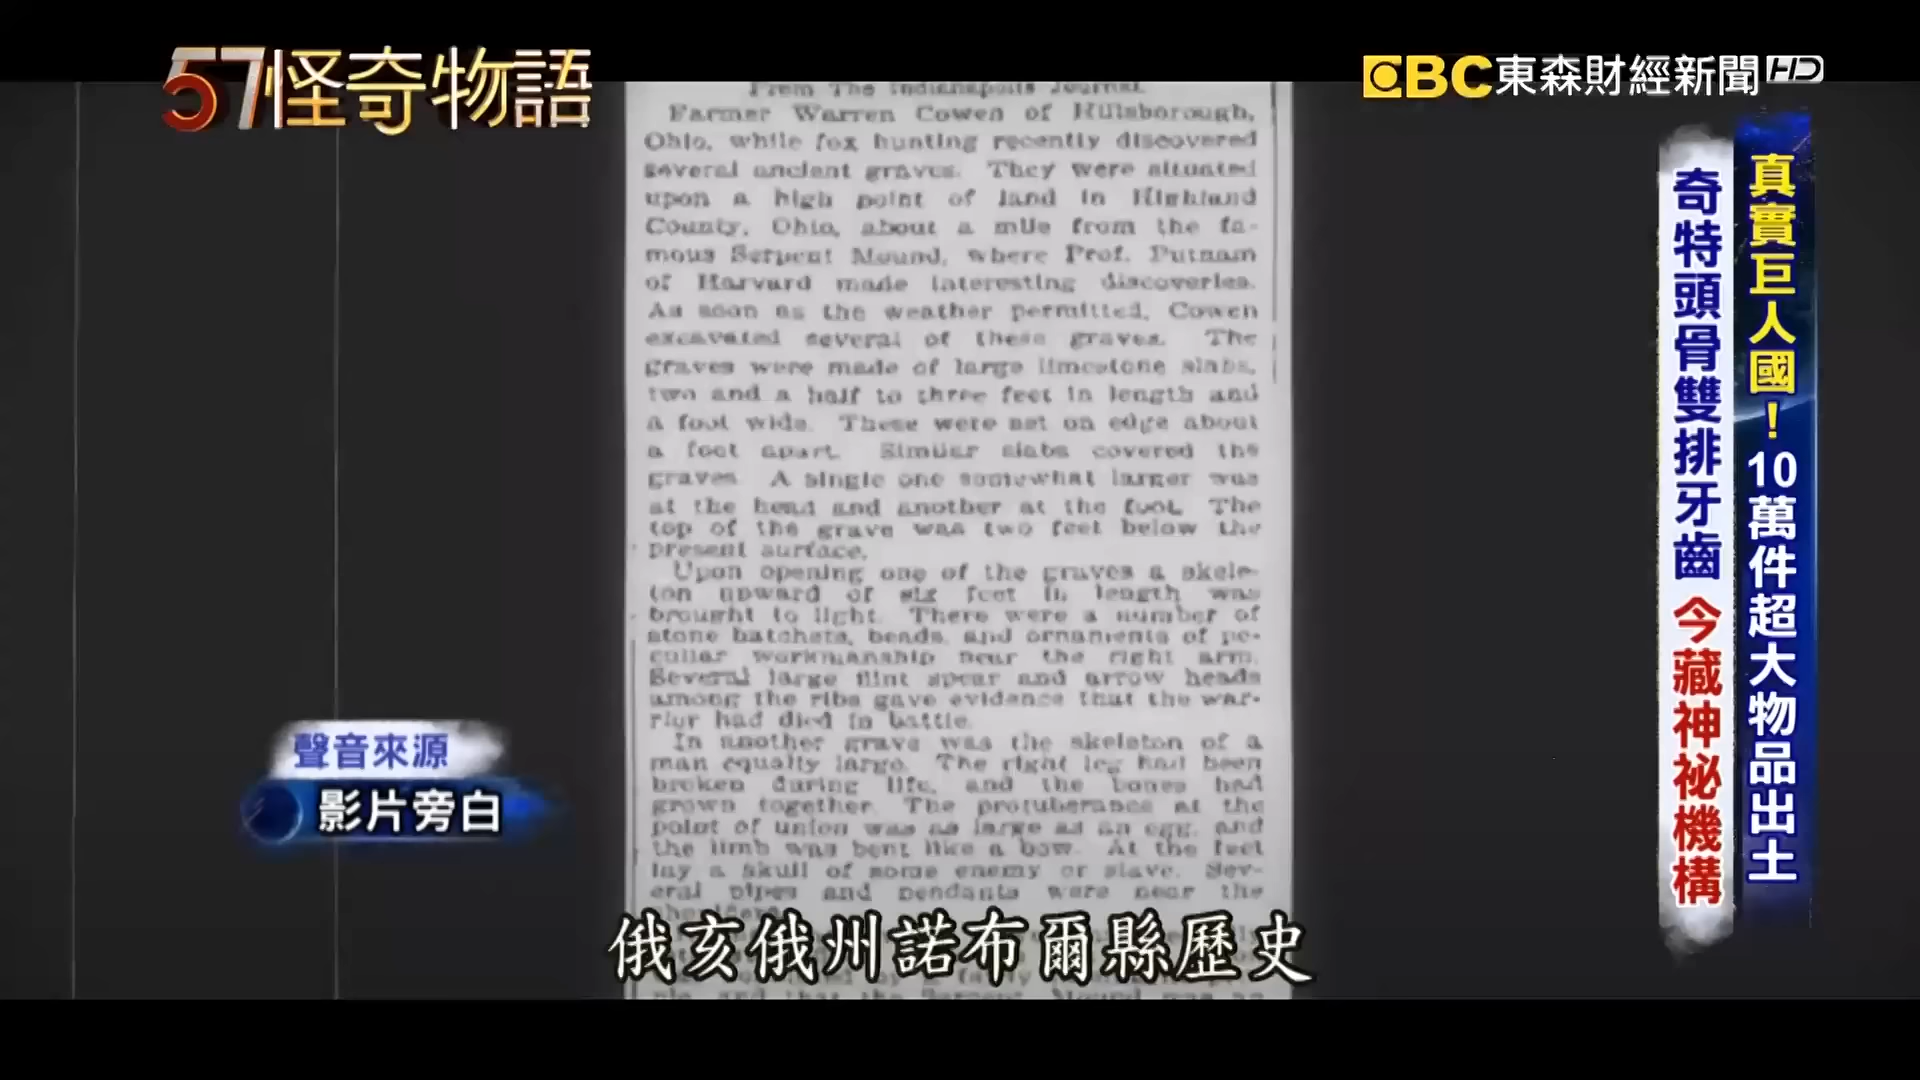 57怪奇物語
EBC東森財經新聞HD
真實巨人國！10萬件超大物品出土
奇特頭骨雙排牙齒 今藏神祕機構
From The Indianapolis Journal.
Farmer Warren Cowen of Hillsborough,
Ohio, while fox hunting recently discovered
several ancient graves. They were situated
upon a high point of land in Highland
County, Ohio, about a mile from the fa-
mous Serpent Mound, where Prof. Putnam
of Harvard made interesting discoveries.
As soon as the weather permitted, Cowen
excavated several of these graves. The
graves were made of large limestone slabs,
two and a half to three feet in length and
a foot wide. These were set on edge about
a foot apart. Similar slabs covered the
graves. A single one somewhat larger was
at the head and another at the foot. The
top of the grave was two feet below the
present surface.
Upon opening one of the graves a skele-
ton upward of six feet in length was
brought to light. There were a number of
stone hatchets, beads, and ornaments of pe-
culiar workmanship near the right arm.
Several large flint spear and arrow heads
among the ribs gave evidence that the war-
rior had died in battle.
In another grave was the skeleton of a
man equally large. The right leg had been
broken during life, and the bones had
grown together. The protuberance at the
point of union was as large as an egg, and
the limb was bent like a bow. At the feet
lay a skull of some enemy or slave. Sev-
eral pipes and pendants were near the
聲音來源
影片旁白
俄亥俄州諾布爾縣歷史